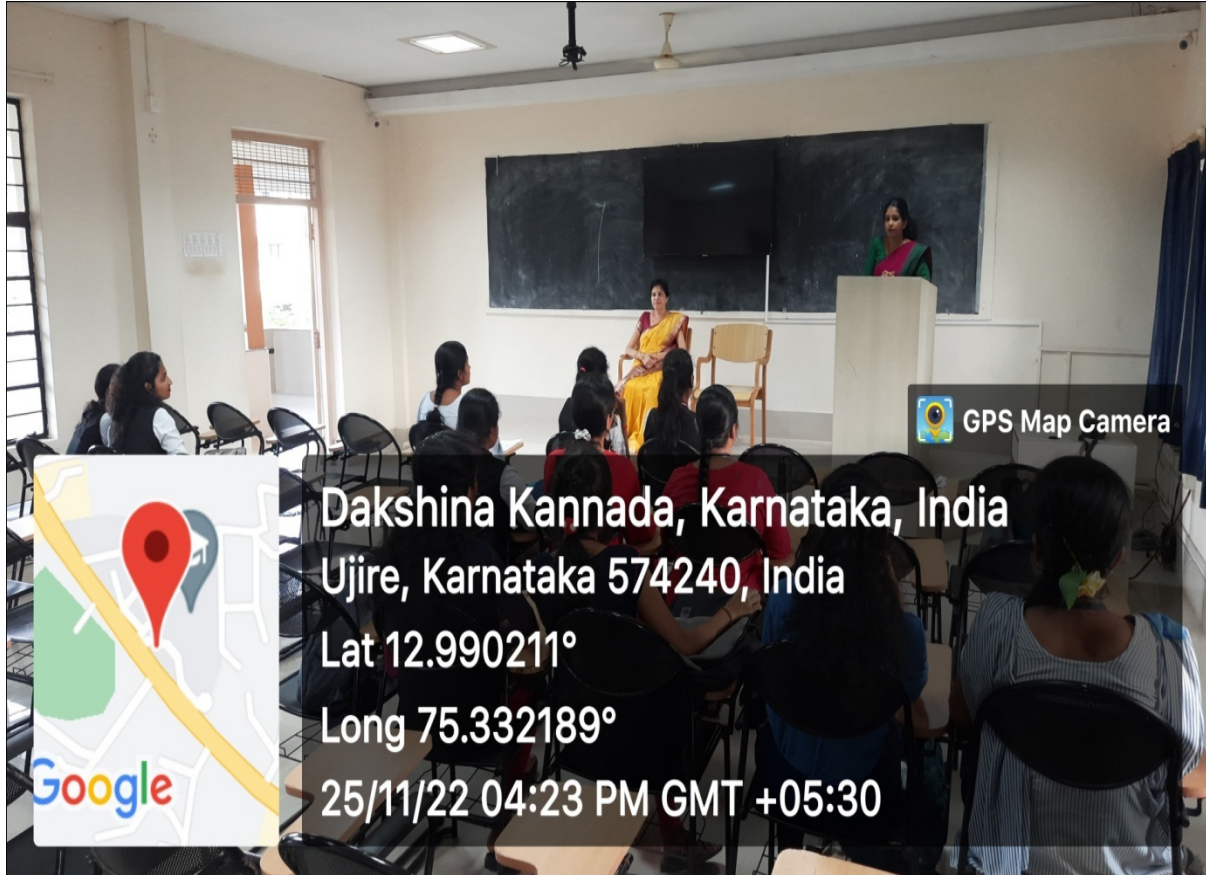 GPS Map Camera
Dakshina Kannada, Karnataka, India
Ujire, Karnataka 574240, India
Lat 12.990211°
Long 75.332189°
25/11/22 04:23 PM GMT +05:30
Google